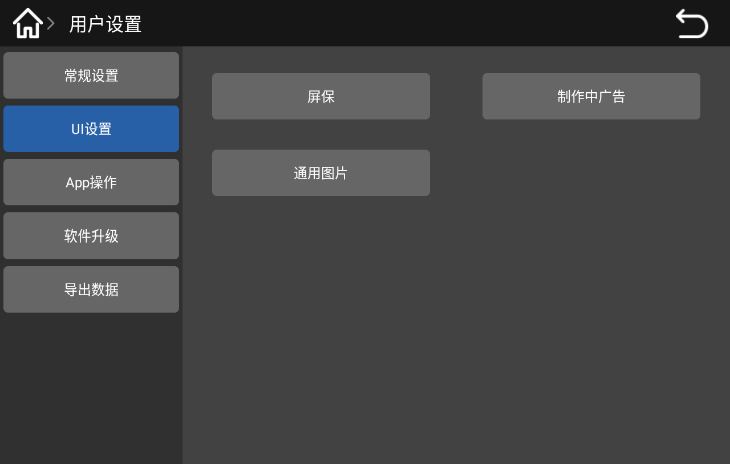 用户设置
常规设置
UI设置
App操作
软件升级
导出数据
屏保
制作中广告
通用图片